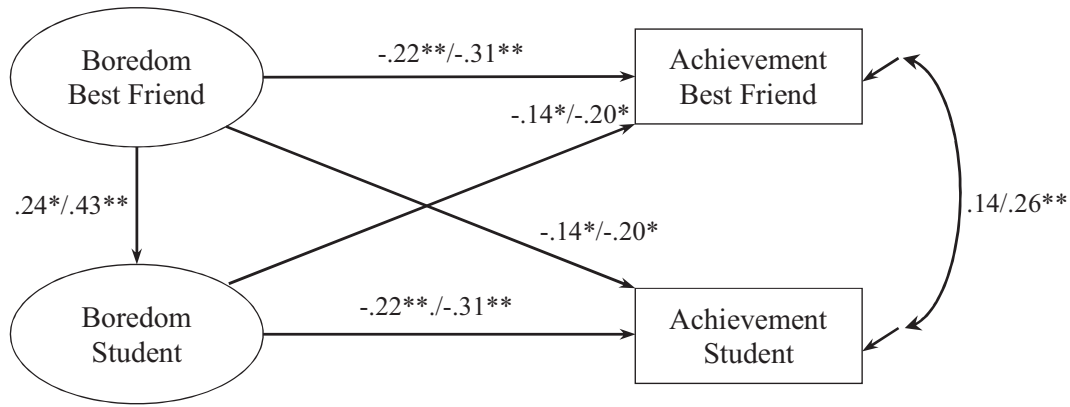 Boredom
Best Friend
-.22**/-.31**
Achievement
Best Friend
-.14*/-.20*
.24*/.43**
.14/.26**
-.14*/-.20*
Boredom
Student
-.22**./-.31**
Achievement
Student